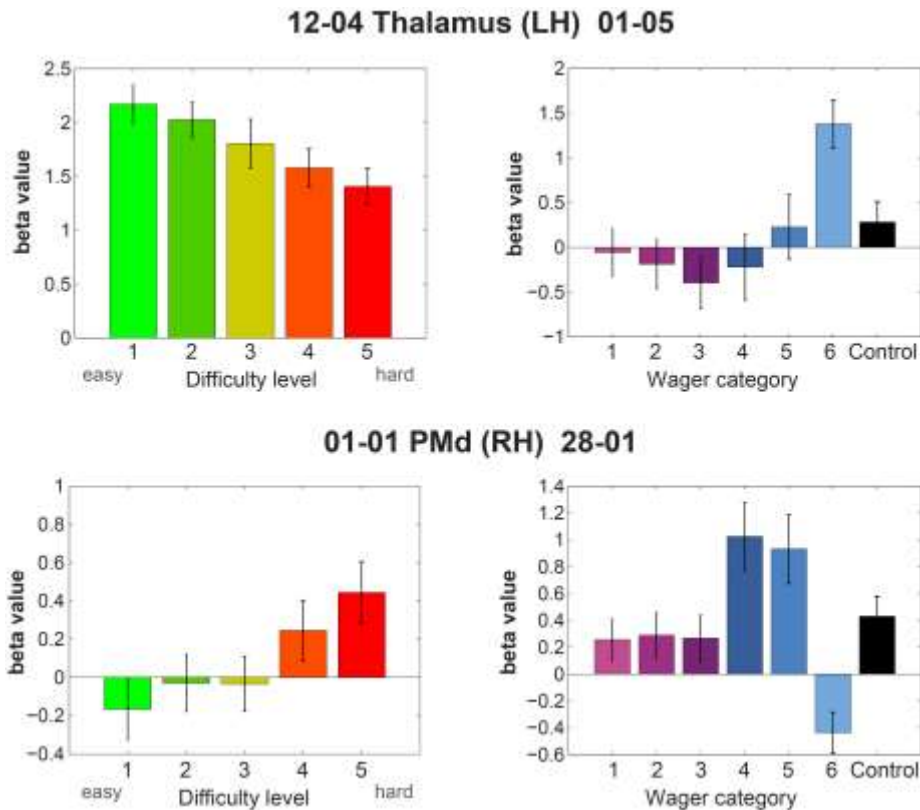 12-04 Thalamus (LH) 01-05
2.5
2
1.5
1
0.5
0
beta value
1 2 3 4 5
easy Difficulty level hard
2
1.5
1
0.5
0
−0.5
−1
beta value
1 2 3 4 5 6 Control
Wager category
01-01 PMd (RH) 28-01
1
0.8
0.6
0.4
0.2
0
−0.2
−0.4
beta value
1 2 3 4 5
easy Difficulty level hard
1.4
1.2
1
0.8
0.6
0.4
0.2
0
−0.2
−0.4
−0.6
beta value
1 2 3 4 5 6 Control
Wager category